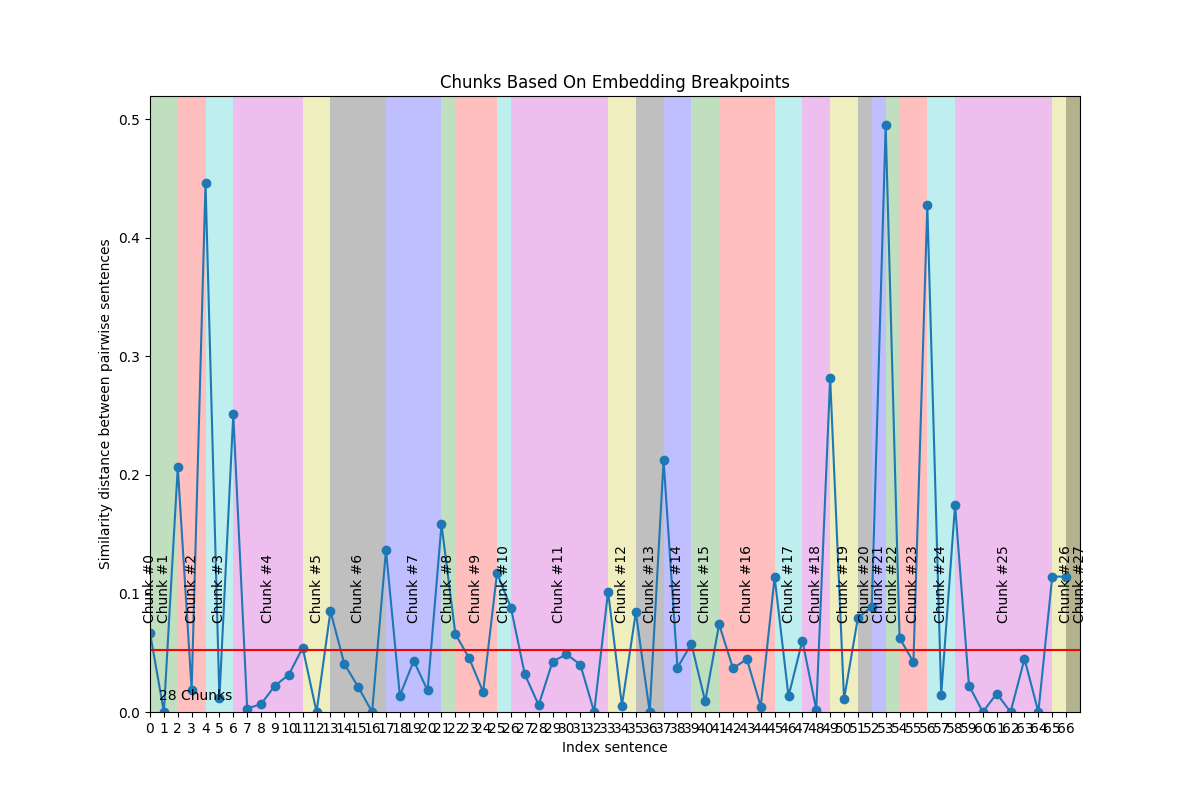 Chunks Based On Embedding Breakpoints
Similarity distance between pairwise sentences
0.5
0.4
0.3
0.2
0.1
0.0
Chunk #0
Chunk #1
Chunk #2
Chunk #3
Chunk #4
Chunk #5
Chunk #6
Chunk #7
Chunk #8
Chunk #9
Chunk #10
Chunk #11
Chunk #12
Chunk #13
Chunk #14
Chunk #15
Chunk #16
Chunk #17
Chunk #18
Chunk #19
Chunk #20
Chunk #21
Chunk #22
Chunk #23
Chunk #24
Chunk #25
Chunk #26
Chunk #27
28 Chunks
0 1 2 3 4 5 6 7 8 9 10 11 12 13 14 15 16 17 18 19 20 21 22 23 24 25 26 27 28 29 30 31 32 33 34 35 36 37 38 39 40 41 42 43 44 45 46 47 48 49 50 51 52 53 54 55 56 57 58 59 60 61 62 63 64 65 66
Index sentence